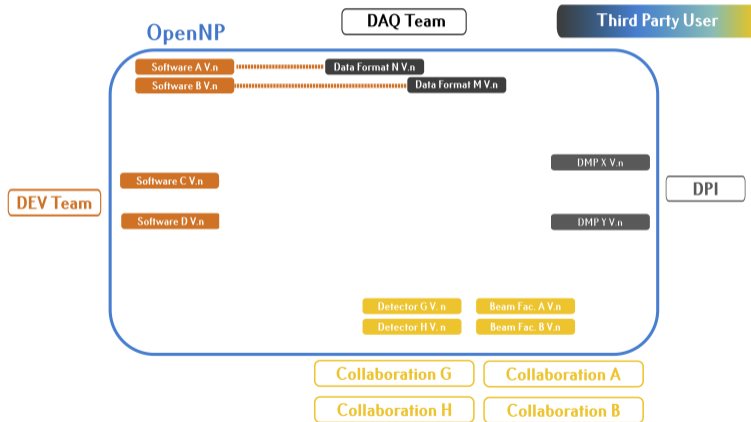 DAQ Team
Third Party User
OpenNP
Software A V.n
Data Format N V.n
Software B V.n
Data Format M V.n
DMP X V.n
Software C V.n
DPI
DEV Team
Software D V.n
DMP Y V.n
Detector G V. n
Beam Fac. A V.n
Detector H V. n
Beam Fac. B V.n
Collaboration G
Collaboration A
Collaboration H
Collaboration B